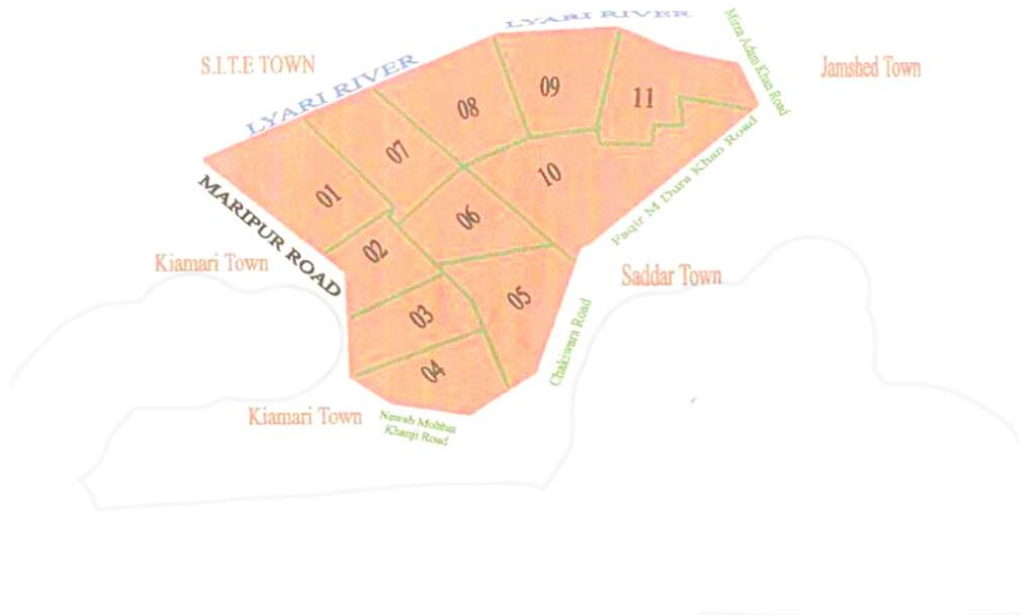 LYARI RIVER
S.I.T.E TOWN
LYARI RIVER
Mirza Adam Khan Road
Jamshed Town
09
11
08
07
10
01
MARIPUR ROAD
06
Faqir M Dura Khan Road
02
Kiamari Town
Saddar Town
05
03
Chakiwara Road
04
Kiamari Town
Nawab Mohbat
Khanji Road